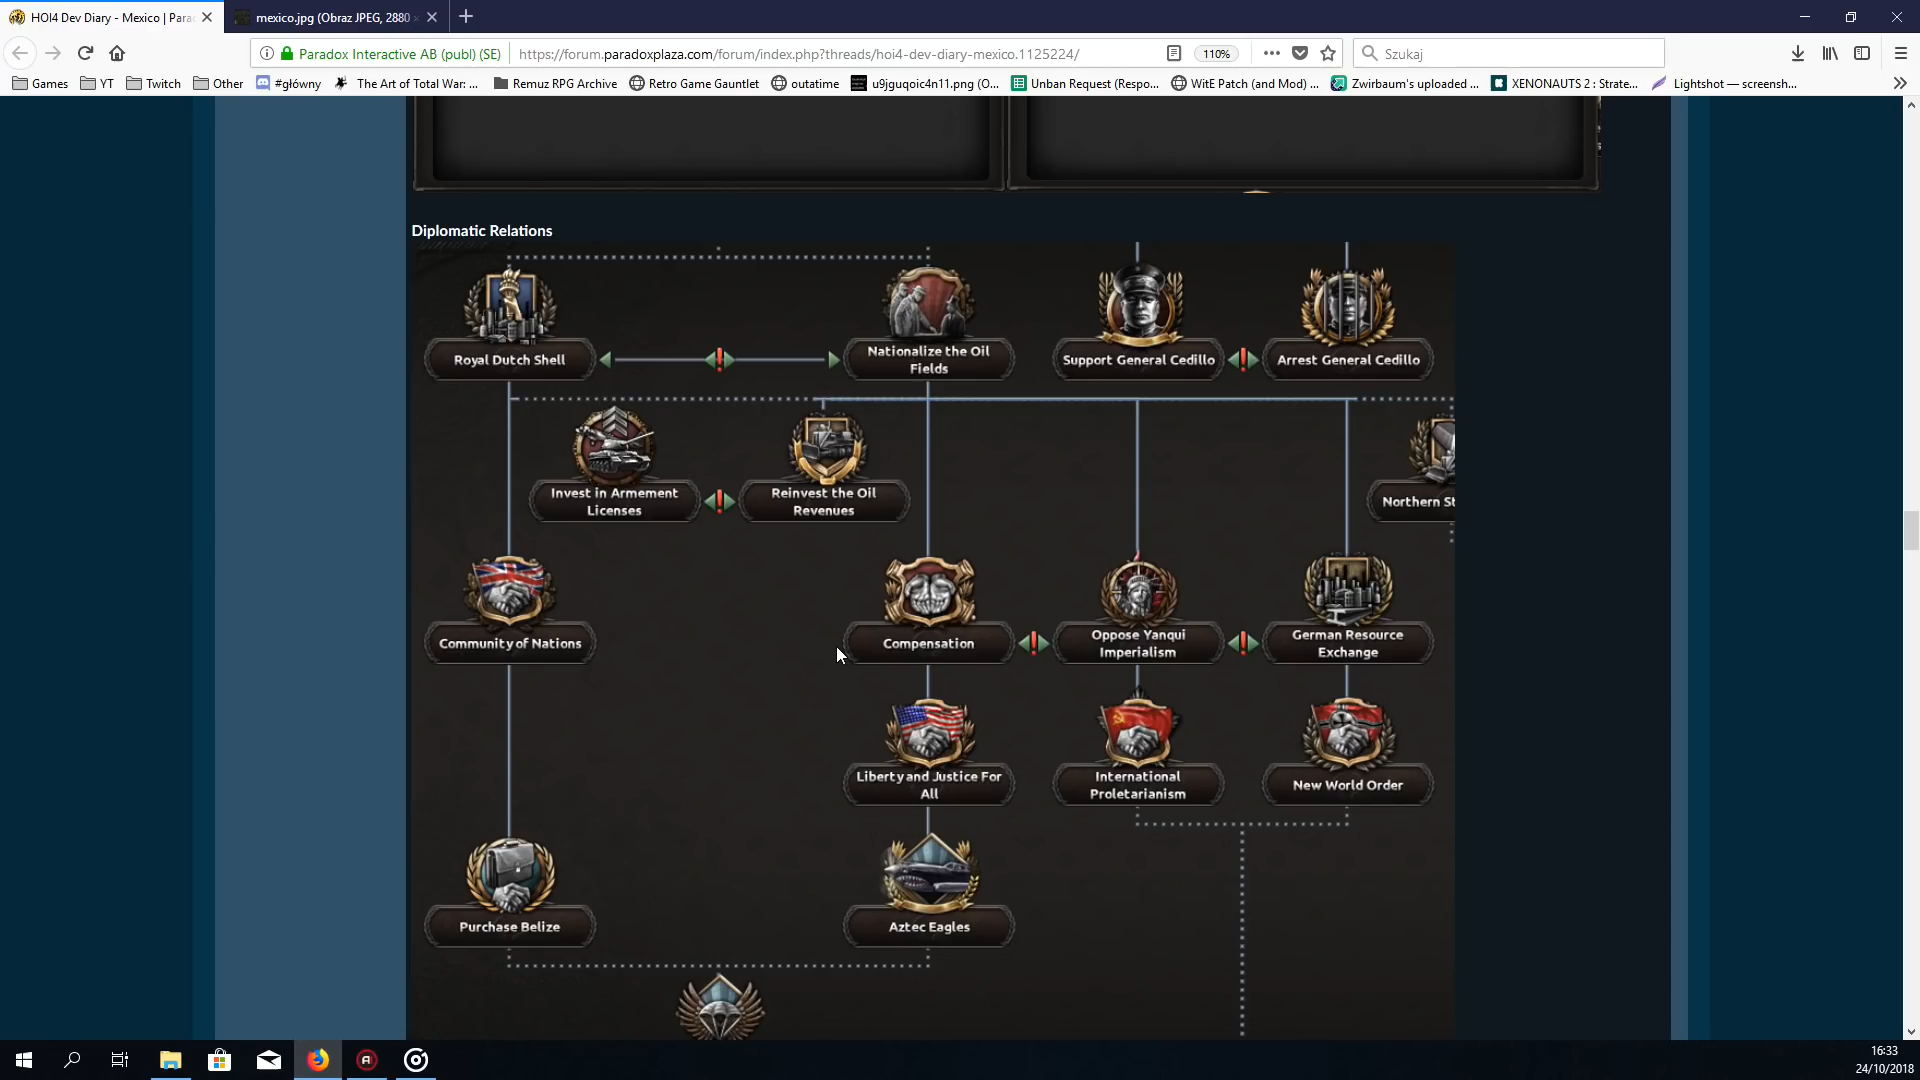 HOI4 Dev Diary - Mexico | Para
mexico.jpg (Obraz JPEG, 2880
Paradox Interactive AB (publ) (SE)
https://forum.paradoxplaza.com/forum/index.php?threads/hoi4-dev-diary-mexico.1125224/
110%
Szukaj
Games
YT
Twitch
Other
#główny
The Art of Total War: ...
Remuz RPG Archive
Retro Game Gauntlet
outatime
u9jguqoic4n11.png (O...
Unban Request (Respo...
WitE Patch (and Mod) ...
Zwirbaum's uploaded ...
XENONAUTS 2 : Strate...
Lightshot — screensh...
Diplomatic Relations
Royal Dutch Shell
Nationalize the Oil
Fields
Support General Cedillo
Arrest General Cedillo
Invest in Armement
Licenses
Reinvest the Oil
Revenues
Northern St
Community of Nations
Compensation
Oppose Yanqui
Imperialism
German Resource
Exchange
Liberty and Justice For
All
International
Proletarianism
New World Order
Purchase Belize
Aztec Eagles
16:33
24/10/2018